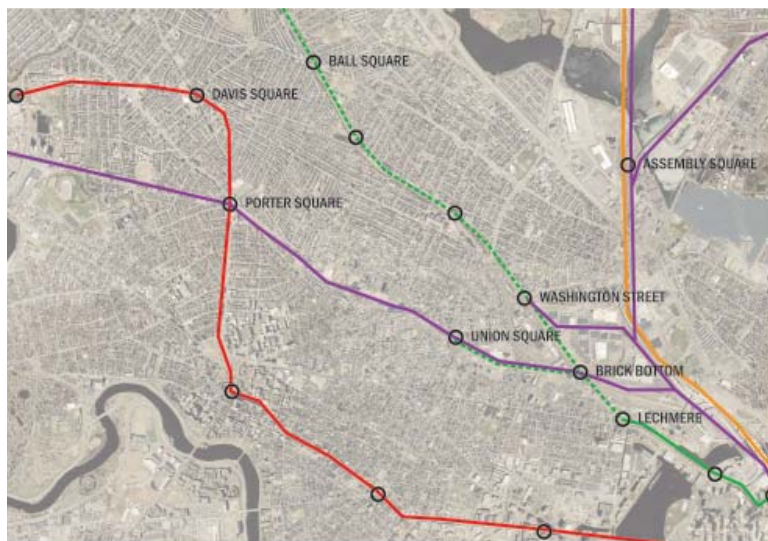 BALL SQUARE
DAVIS SQUARE
ASSEMBLY SQUARE
PORTER SQUARE
WASHINGTON STREET
UNION SQUARE
BRICK BOTTOM
LECHMERE